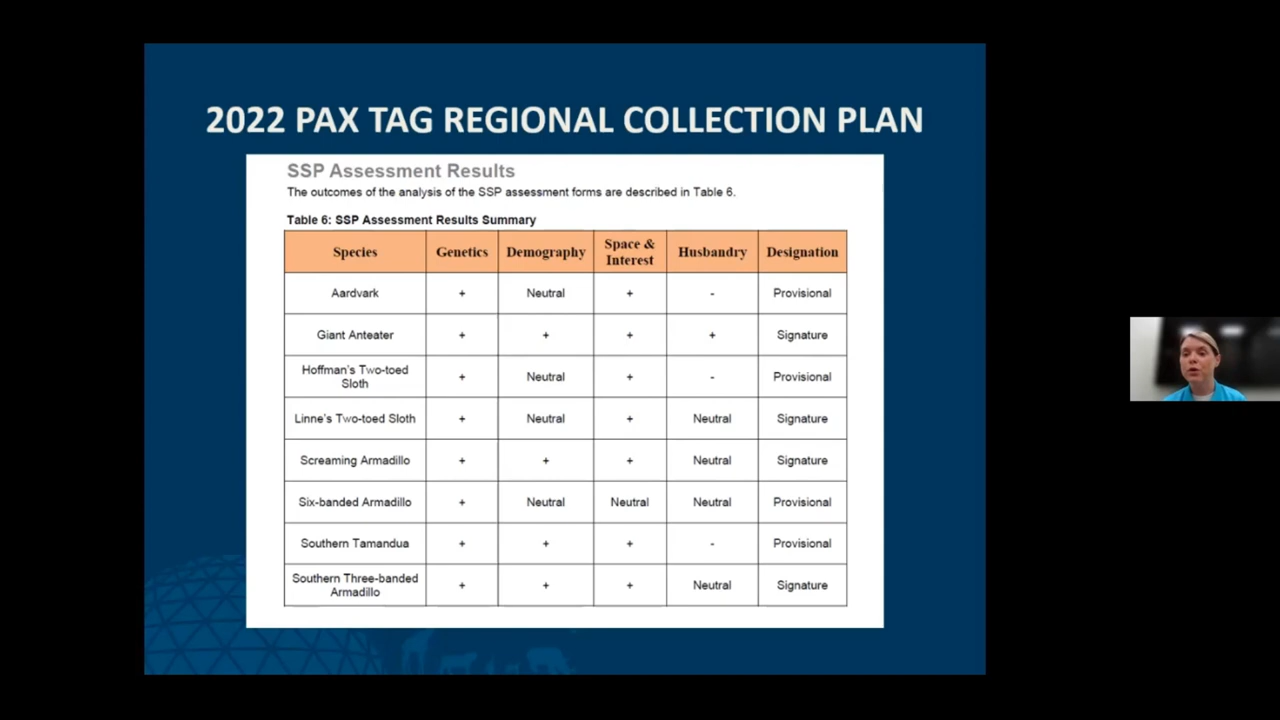 2022 PAX TAG REGIONAL COLLECTION PLAN
SSP Assessment Results
The outcomes of the analysis of the SSP assessment forms are described in Table 6.
Table 6: SSP Assessment Results Summary
Species Genetics Demography Space & Interest Husbandry Designation
Aardvark + Neutral + - Provisional
Giant Anteater + + + + Signature
Hoffman's Two-toed Sloth + Neutral + - Provisional
Linne's Two-toed Sloth + Neutral + Neutral Signature
Screaming Armadillo + + + Neutral Signature
Six-banded Armadillo + Neutral Neutral Neutral Provisional
Southern Tamandua + + + - Provisional
Southern Three-banded Armadillo + + + Neutral Signature